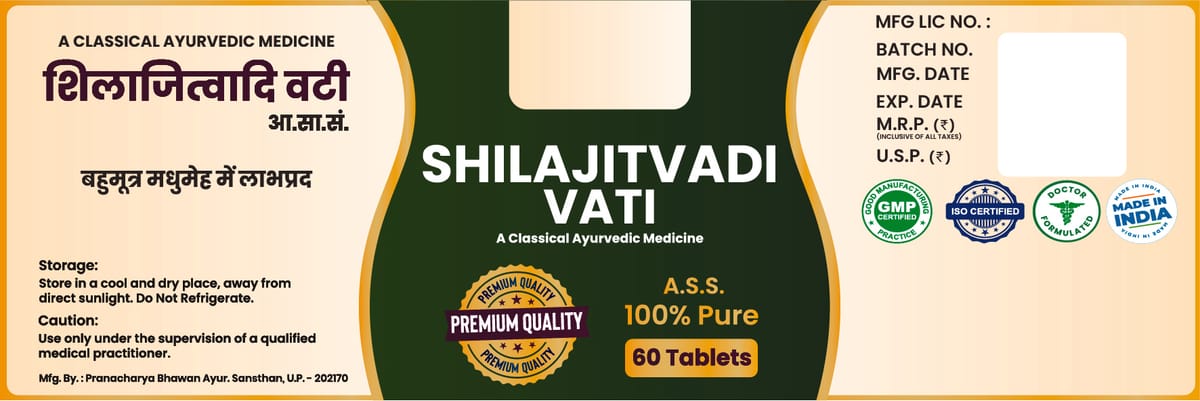 A CLASSICAL AYURVEDIC MEDICINE
शिलाजित्वादि वटी
आ.सा.सं.
बहुमूत्र मधुमेह में लाभप्रद
Storage:
Store in a cool and dry place, away from
direct sunlight. Do Not Refrigerate.
Caution:
Use only under the supervision of a qualified
medical practitioner.
Mfg. By. : Pranacharya Bhawan Ayur. Sansthan, U.P. - 202170
SHILAJITVADI
VATI
A Classical Ayurvedic Medicine
PREMIUM QUALITY
PREMIUM QUALITY
PREMIUM QUALITY
A.S.S.
100% Pure
60 Tablets
MFG LIC NO. :
BATCH NO.
MFG. DATE
EXP. DATE
M.R.P. (₹)
(INCLUSIVE OF ALL TAXES)
U.S.P. (₹)
GOOD MANUFACTURING
GMP
CERTIFIED
PRACTICE
ISO CERTIFIED
DOCTOR
FORMULATED
MADE IN INDIA
MADE IN
INDIA
MADE IN INDIA